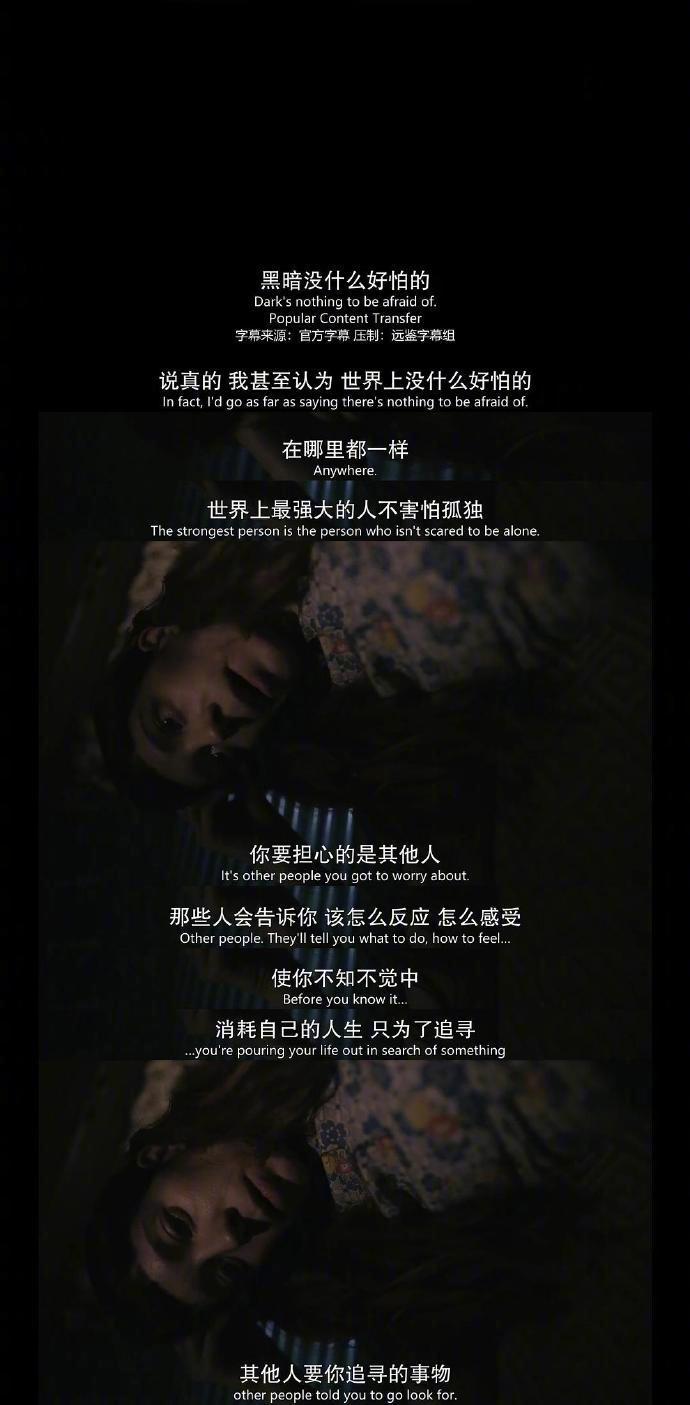 黑暗没什么好怕的
Dark's nothing to be afraid of.
Popular Content Transfer
字幕来源：官方字幕 压制：远鉴字幕组
说真的 我甚至认为 世界上没什么好怕的
In fact, I'd go as far as saying there's nothing to be afraid of.
在哪里都一样
Anywhere.
世界上最强大的人不害怕孤独
The strongest person is the person who isn't scared to be alone.
你要担心的是其他人
It's other people you got to worry about.
那些人会告诉你 该怎么反应 怎么感受
Other people. They'll tell you what to do, how to feel...
使你不知不觉中
Before you know it...
消耗自己的人生 只为了追寻
...you're pouring your life out in search of something
其他人要你追寻的事物
other people told you to go look for.